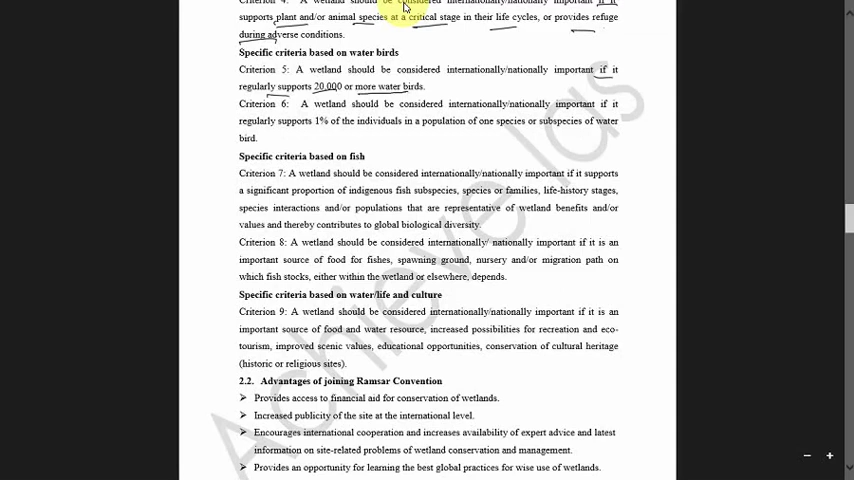 Criterion 4: A wetland should be considered internationally/nationally important if it
supports plant and/or animal species at a critical stage in their life cycles, or provides refuge
during adverse conditions.
Specific criteria based on water birds
Criterion 5: A wetland should be considered internationally/nationally important if it
regularly supports 20,000 or more water birds.
Criterion 6: A wetland should be considered internationally/nationally important if it
regularly supports 1% of the individuals in a population of one species or subspecies of water
bird.
Specific criteria based on fish
Criterion 7: A wetland should be considered internationally/nationally important if it supports
a significant proportion of indigenous fish subspecies, species or families, life-history stages,
species interactions and/or populations that are representative of wetland benefits and/or
values and thereby contributes to global biological diversity.
Criterion 8: A wetland should be considered internationally/ nationally important if it is an
important source of food for fishes, spawning ground, nursery and/or migration path on
which fish stocks, either within the wetland or elsewhere, depends.
Specific criteria based on water/life and culture
Criterion 9: A wetland should be considered internationally/nationally important if it is an
important source of food and water resource, increased possibilities for recreation and eco-
tourism, improved scenic values, educational opportunities, conservation of cultural heritage
(historic or religious sites).
2.2. Advantages of joining Ramsar Convention
➢ Provides access to financial aid for conservation of wetlands.
➢ Increased publicity of the site at the international level.
➢ Encourages international cooperation and increases availability of expert advice and latest
information on site-related problems of wetland conservation and management.
➢ Provides an opportunity for learning the best global practices for wise use of wetlands.
Achieve Ias